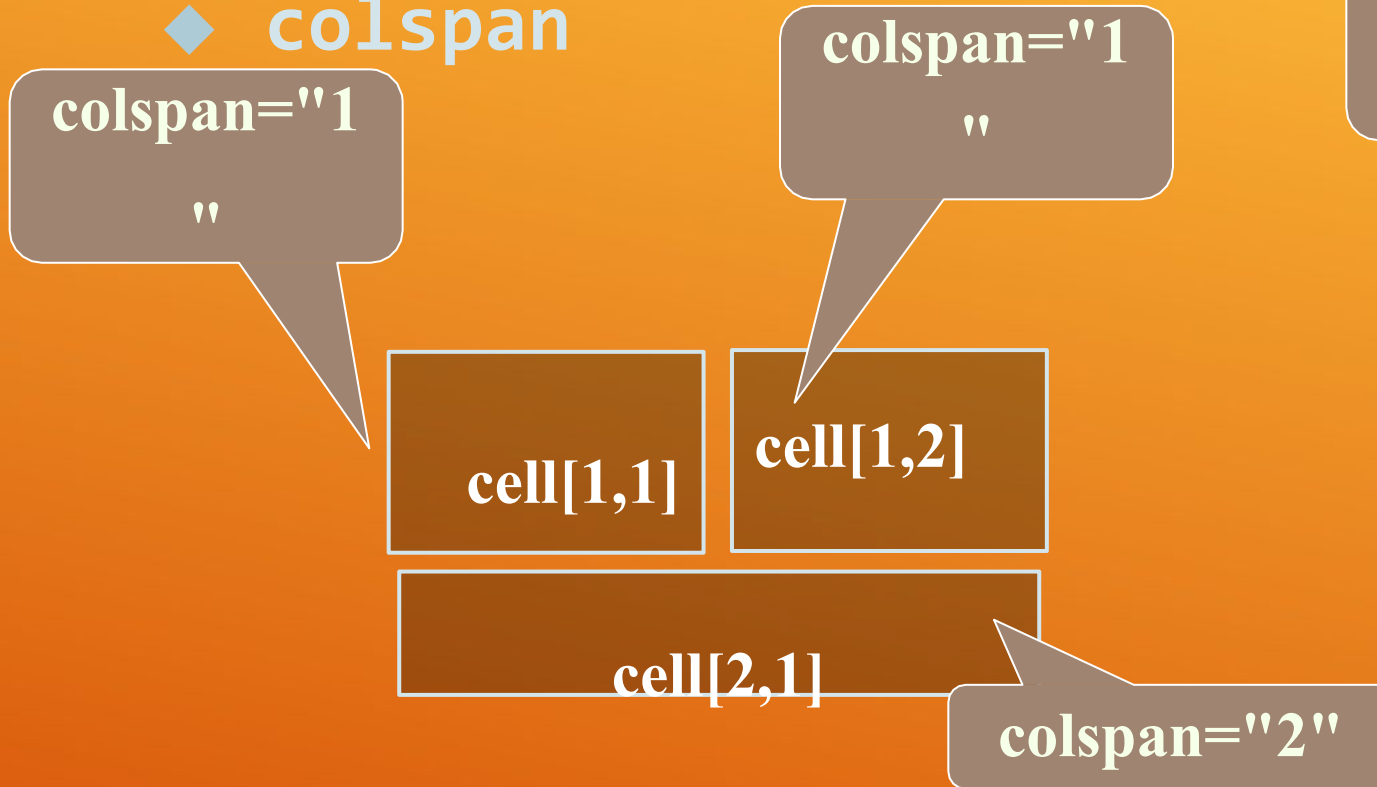 colspan
colspan="1
"
colspan="1
"
cell[1,1]
cell[1,2]
cell[2,1]
colspan="2"